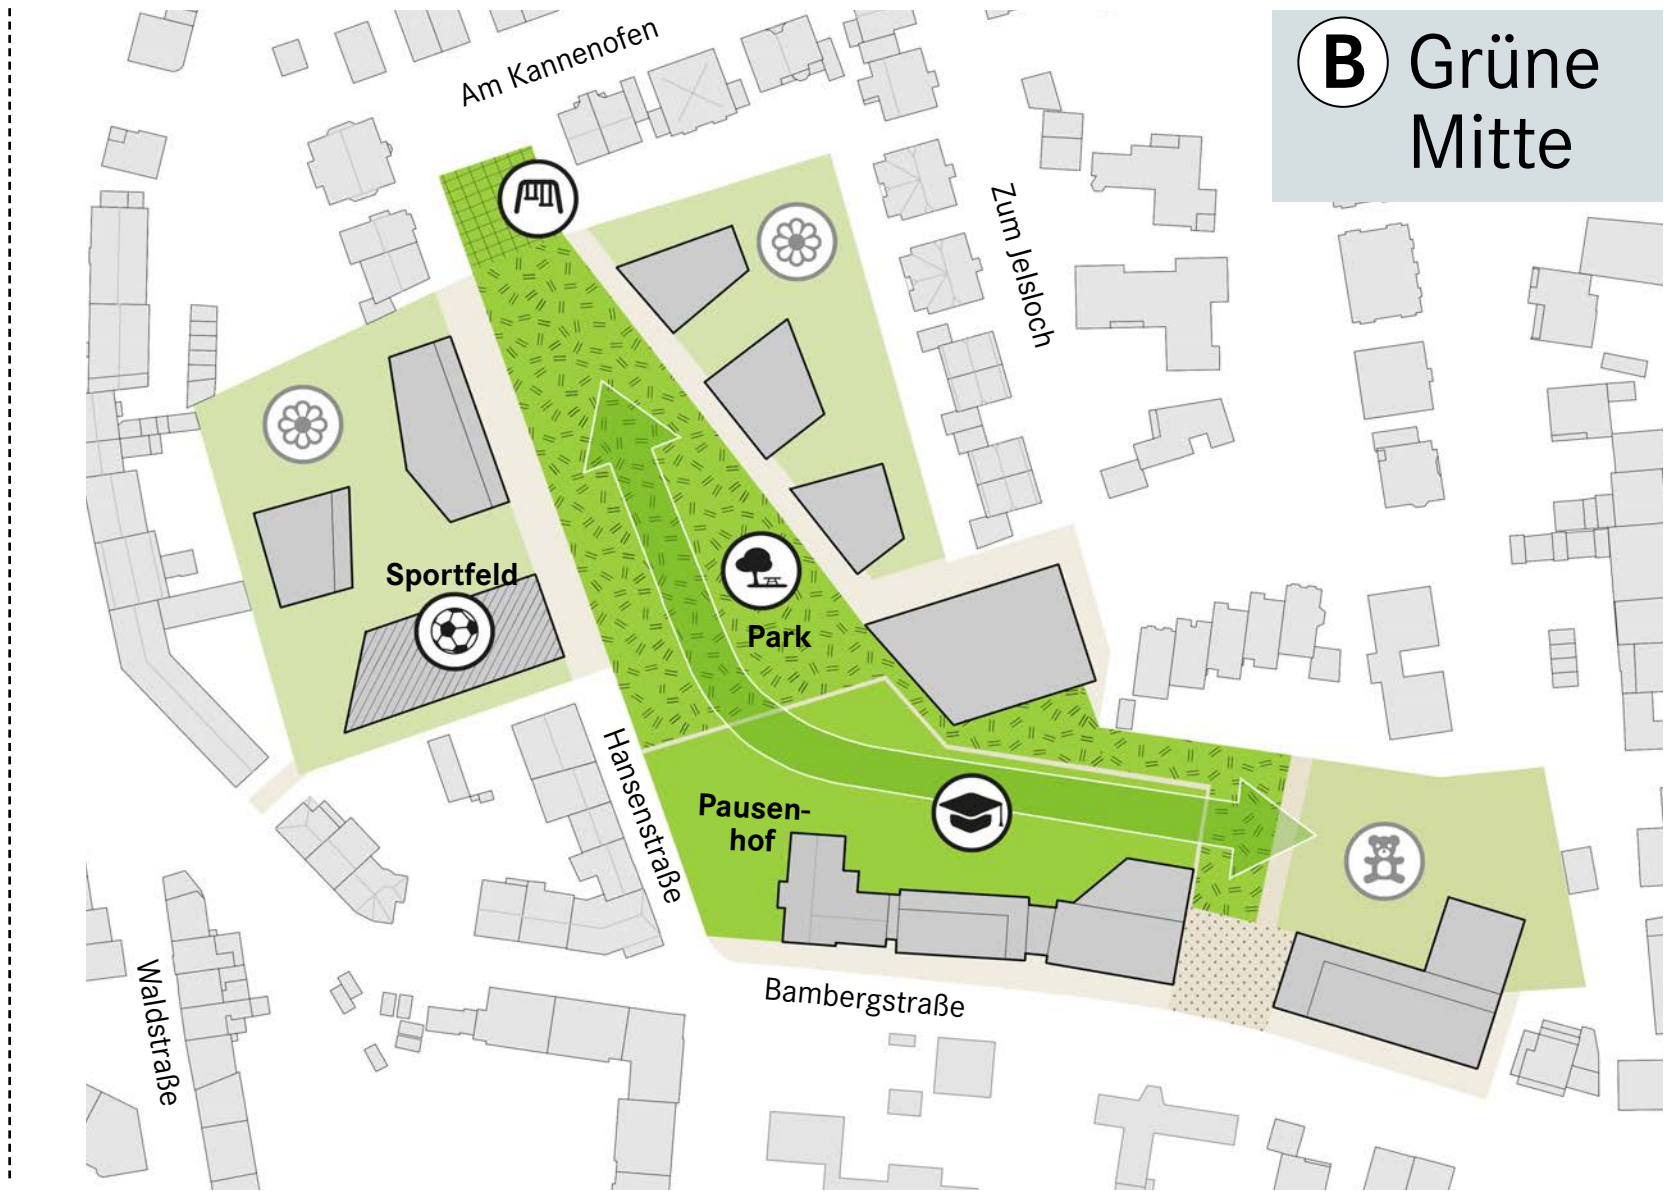 B Grüne
Mitte
Am Kannenofen
Zum Jelsloch
Sportfeld
Park
Hansenstraße
Pausen-
hof
Bambergstraße
Waldstraße